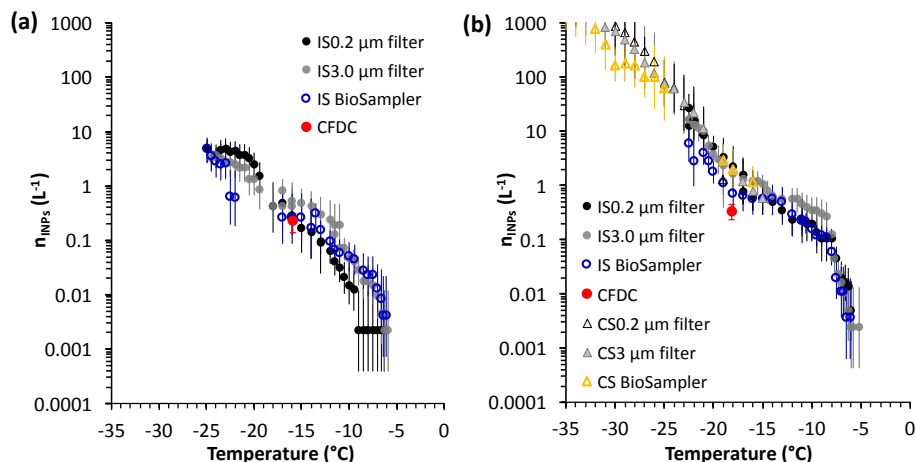 (a)
n_INPs (L⁻¹)
1000
100
10
1
0.1
0.01
0.001
0.0001
IS0.2 µm filter
IS3.0 µm filter
IS BioSampler
CFDC
-35 -30 -25 -20 -15 -10 -5 0
Temperature (°C)
(b)
n_INPs (L⁻¹)
1000
100
10
1
0.1
0.01
0.001
0.0001
IS0.2 µm filter
IS3.0 µm filter
IS BioSampler
CFDC
CS0.2 µm filter
CS3 µm filter
CS BioSampler
-35 -30 -25 -20 -15 -10 -5 0
Temperature (°C)